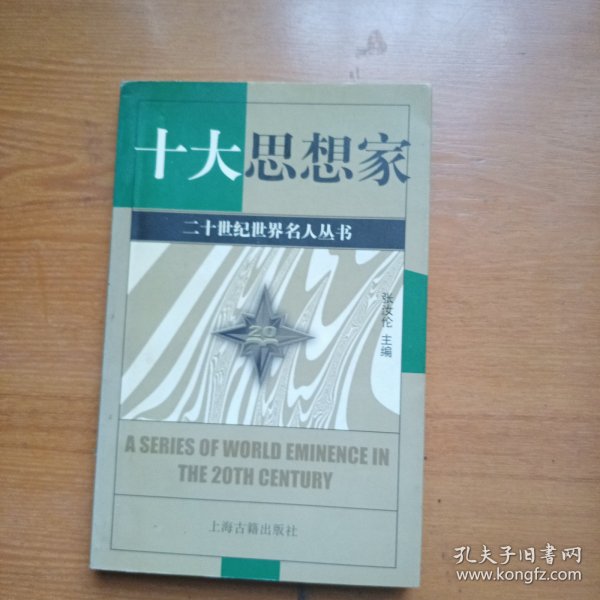 十大思想家
二十世纪世界名人丛书
张汝伦 主编
20
A SERIES OF WORLD EMINENCE IN
THE 20TH CENTURY
上海古籍出版社
孔夫子旧书网
www.kongfz.com